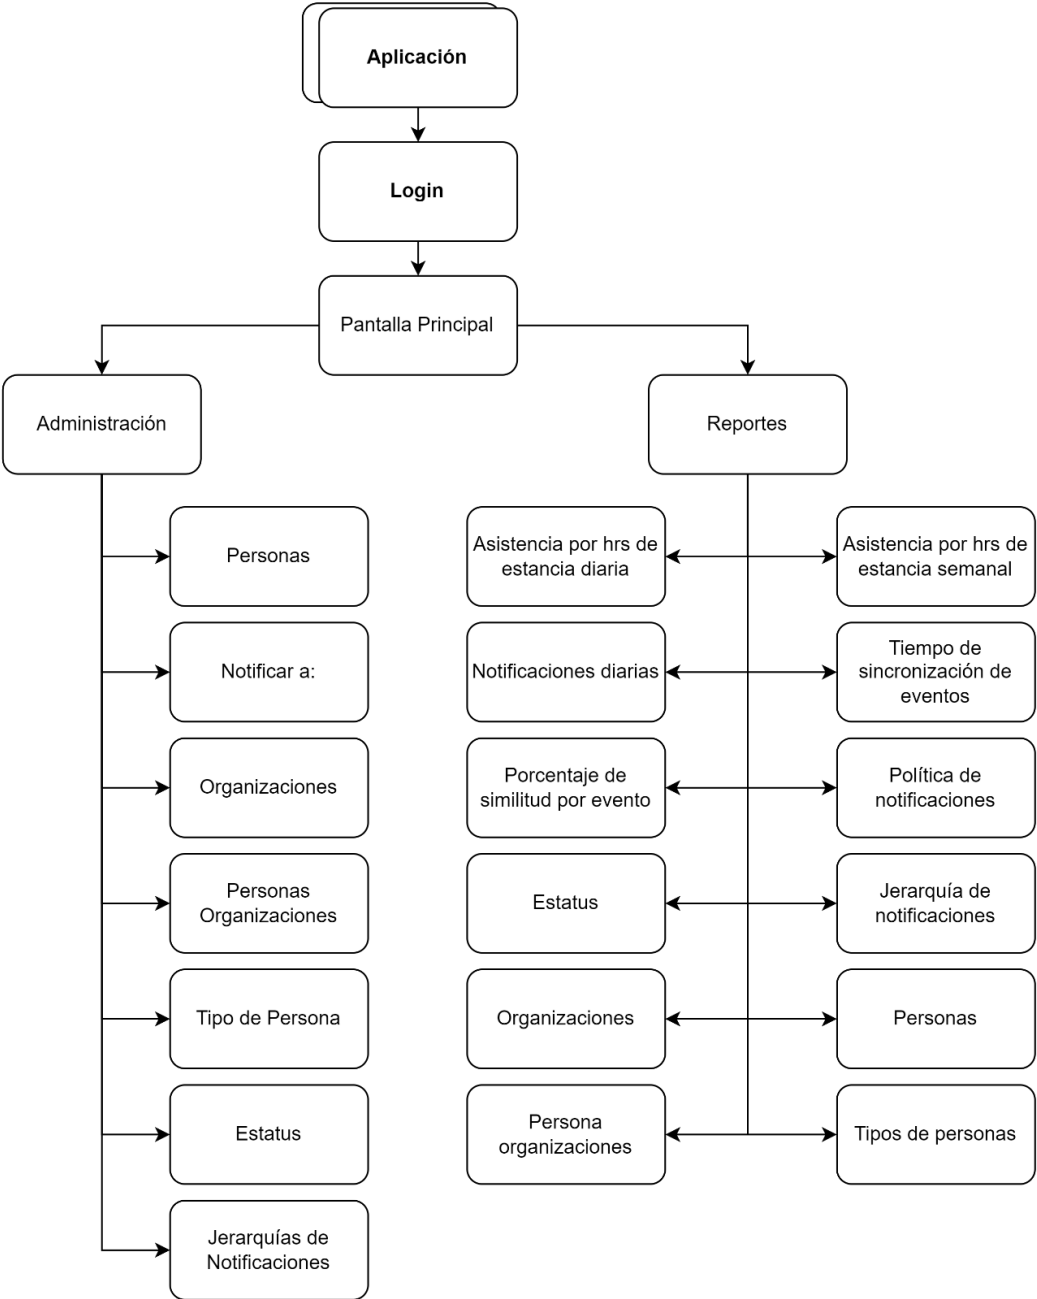 Aplicación
Login
Pantalla Principal
Administración
Reportes
Personas
Notificar a:
Organizaciones
Personas
Organizaciones
Tipo de Persona
Estatus
Jerarquías de
Notificaciones
Asistencia por hrs de
estancia diaria
Asistencia por hrs de
estancia semanal
Notificaciones diarias
Tiempo de
sincronización de
eventos
Porcentaje de
similitud por evento
Política de
notificaciones
Estatus
Jerarquía de
notificaciones
Organizaciones
Personas
Persona
organizaciones
Tipos de personas